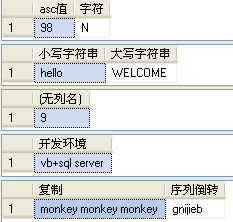 asc值 字符
1 98 N
小写字符串 大写字符串
1 hello WELCOME
(无列名)
1 9
开发环境
1 vb+sql server
复制 序列倒转
1 monkey monkey monkey gnijieb